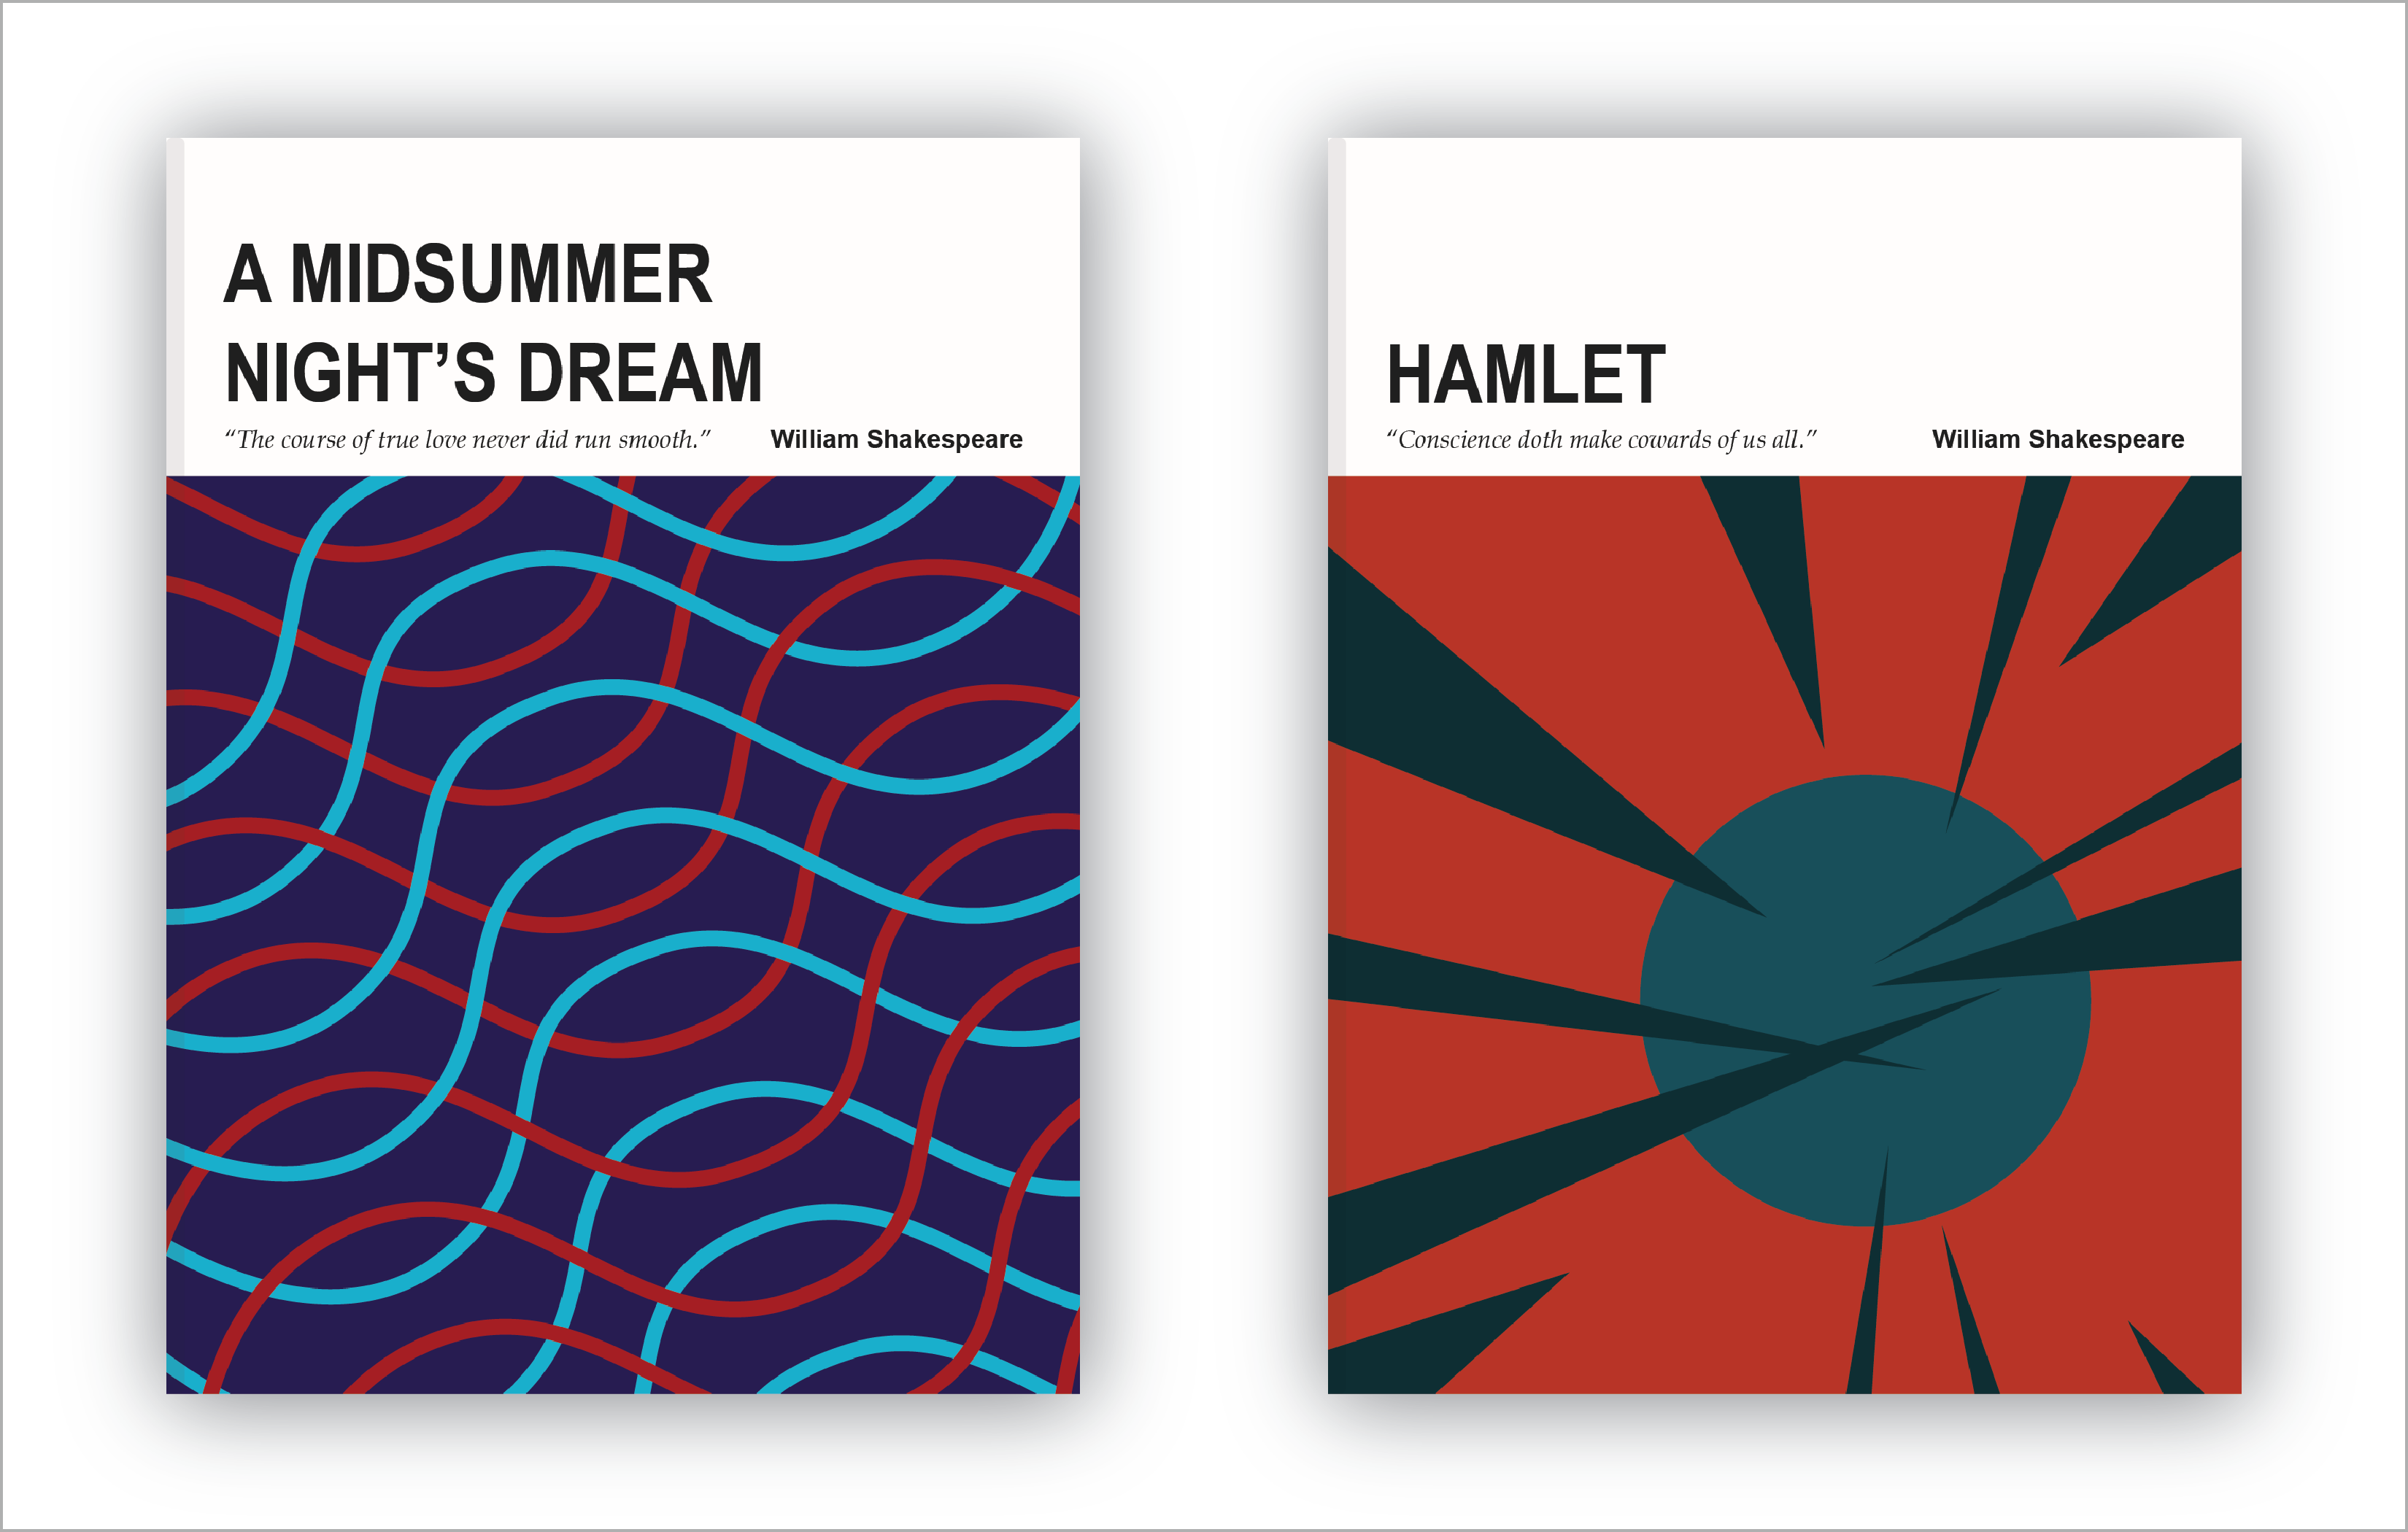 A MIDSUMMER
NIGHT’S DREAM
“The course of true love never did run smooth.” William Shakespeare
HAMLET
“Conscience doth make cowards of us all.” William Shakespeare